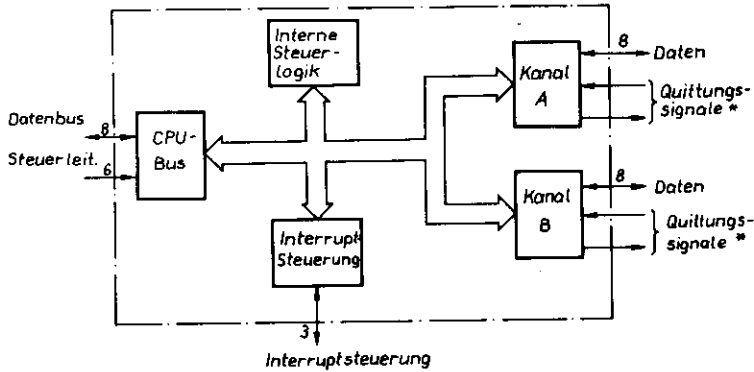 Interne
Steuer-
logik
Datenbus
8
Steuerleit.
6
CPU-
Bus
Interrupt
Steuerung
3
Interruptsteuerung
Kanal
A
8
Daten
Quittungs-
signale *
Kanal
B
8
Daten
Quittungs-
signale *